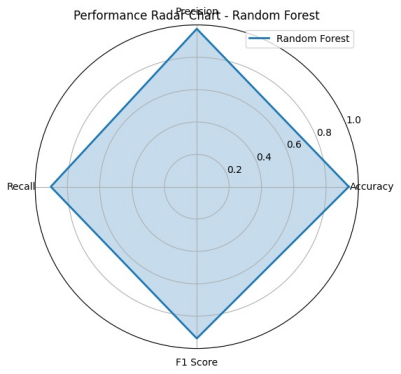 Performance Radar Chart - Random Forest
Precision
Random Forest
1.0
0.8
0.6
0.4
0.2
Recall
Accuracy
F1 Score